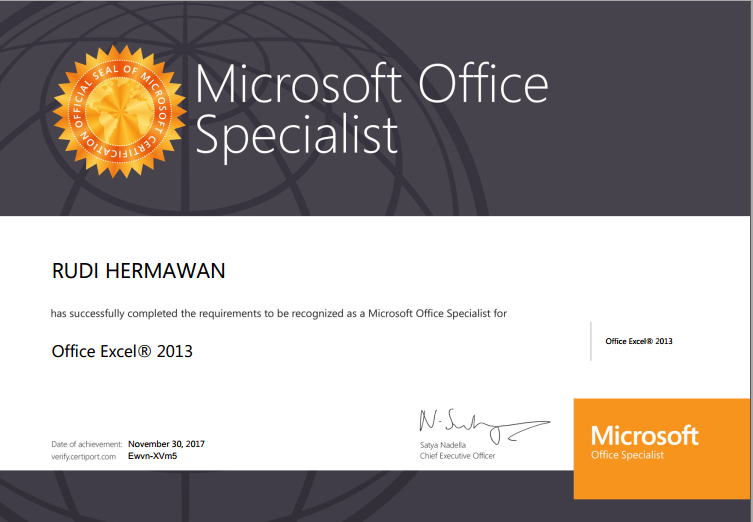 OFFICIAL SEAL OF MICROSOFT CERTIFICATION
Microsoft Office
Specialist
RUDI HERMAWAN
has successfully completed the requirements to be recognized as a Microsoft Office Specialist for
Office Excel® 2013
Office Excel® 2013
Date of achievement: November 30, 2017
verify.certiport.com Ewvn-XVm5
Satya Nadella
Chief Executive Officer
Microsoft
Office Specialist